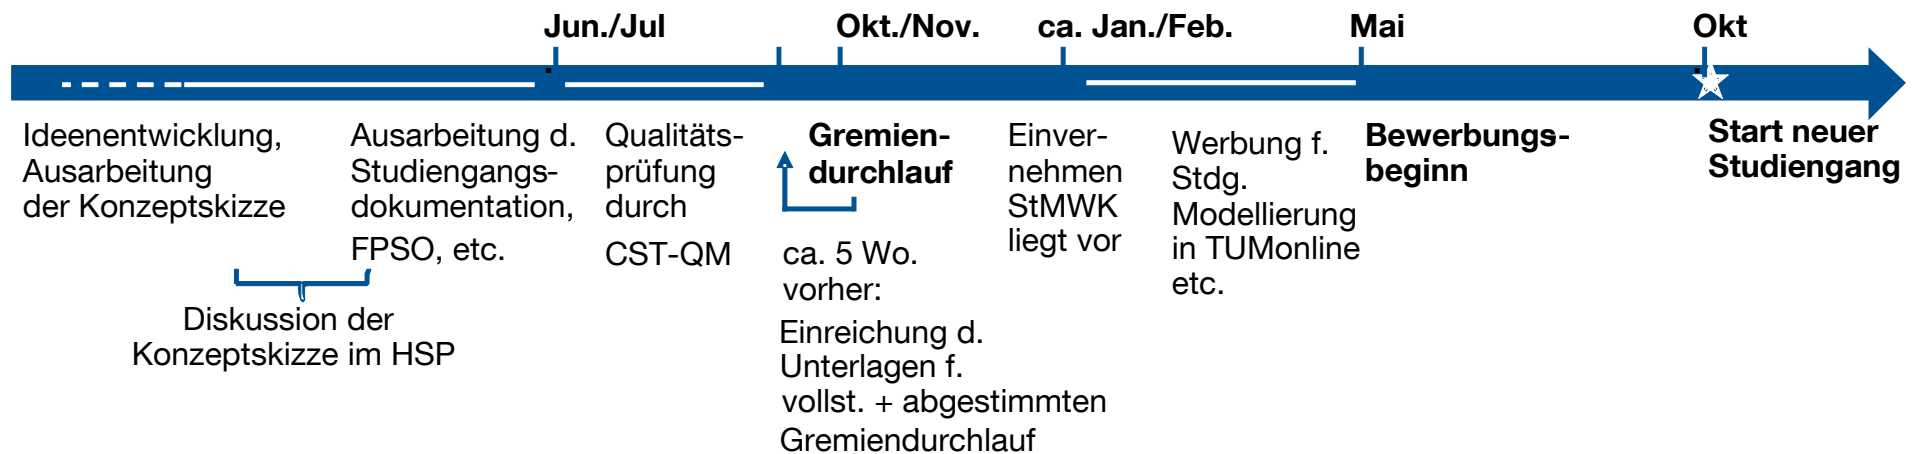 Jun./Jul
Okt./Nov.
ca. Jan./Feb.
Mai
Okt
Ideenentwicklung,
Ausarbeitung
der Konzeptskizze
Diskussion der
Konzeptskizze im HSP
Ausarbeitung d.
Studiengangs-
dokumentation,
FPSO, etc.
Qualitäts-
prüfung
durch
CST-QM
Gremien-
durchlauf
ca. 5 Wo.
vorher:
Einreichung d.
Unterlagen f.
vollst. + abgestimmten
Gremiendurchlauf
Einver-
nehmen
StMWK
liegt vor
Werbung f.
Stdg.
Modellierung
in TUMonline
etc.
Bewerbungs-
beginn
Start neuer
Studiengang